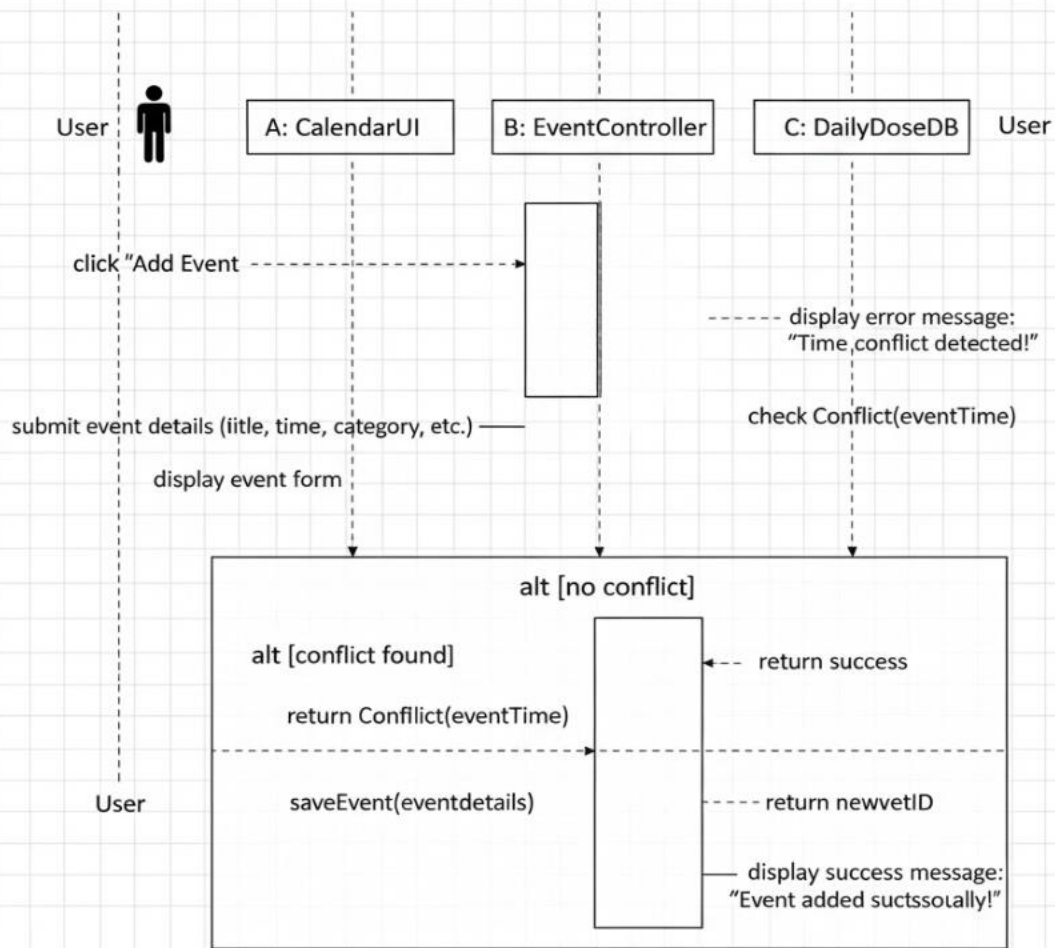 User
A: CalendarUI
B: EventController
C: DailyDoseDB
User
click “Add Event
display error message:
“Time conflict detected!”
submit event details (iitle, time, category, etc.)
check Conflict(eventTime)
display event form
alt [no conflict]
alt [conflict found]
return success
return Confilict(eventTime)
User
saveEvent(eventdetails)
return newvetID
display success message:
“Event added suctssoually!”